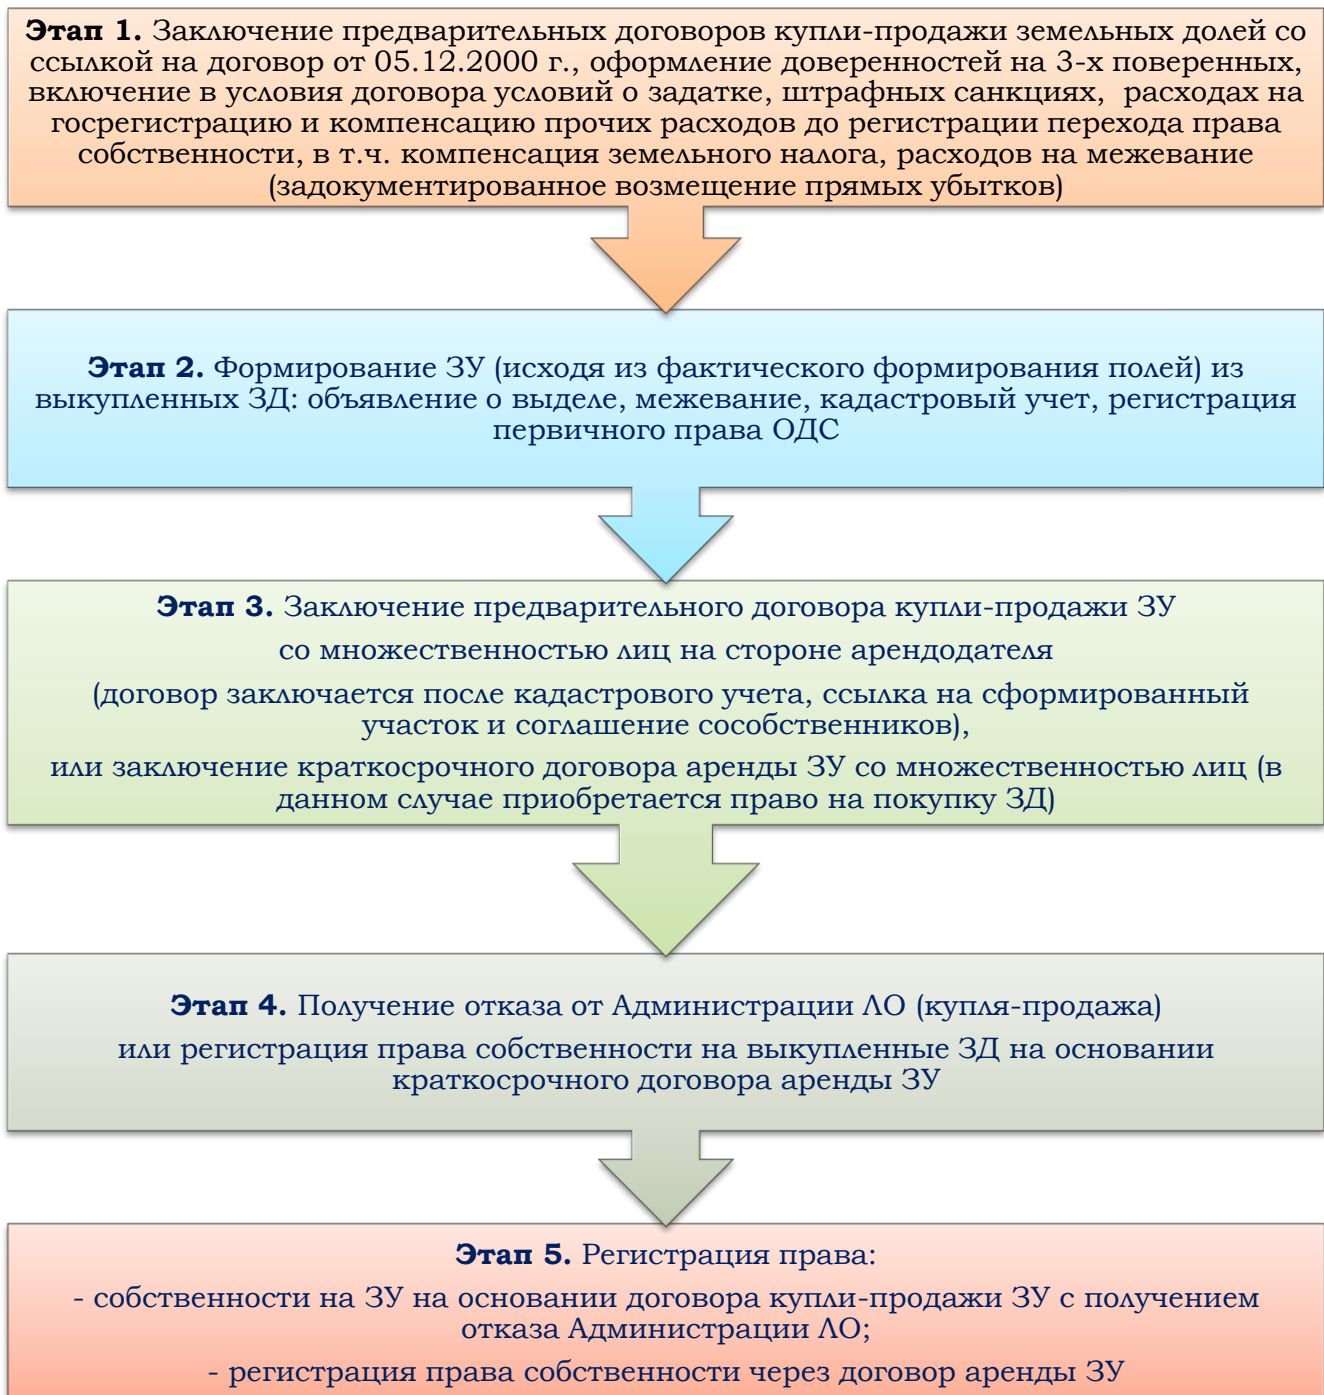 Этап 1. Заключение предварительных договоров купли-продажи земельных долей со
ссылкой на договор от 05.12.2000 г., оформление доверенностей на 3-х поверенных,
включение в условия договора условий о задатке, штрафных санкциях, расходах на
госрегистрацию и компенсацию прочих расходов до регистрации перехода права
собственности, в т.ч. компенсация земельного налога, расходов на межевание
(задокументированное возмещение прямых убытков)
Этап 2. Формирование ЗУ (исходя из фактического формирования полей) из
выкупленных ЗД: объявление о выделе, межевание, кадастровый учет, регистрация
первичного права ОДС
Этап 3. Заключение предварительного договора купли-продажи ЗУ
со множественностью лиц на стороне арендодателя
(договор заключается после кадастрового учета, ссылка на сформированный
участок и соглашение сособственников),
или заключение краткосрочного договора аренды ЗУ со множественностью лиц (в
данном случае приобретается право на покупку ЗД)
Этап 4. Получение отказа от Администрации ЛО (купля-продажа)
или регистрация права собственности на выкупленные ЗД на основании
краткосрочного договора аренды ЗУ
Этап 5. Регистрация права:
- собственности на ЗУ на основании договора купли-продажи ЗУ с получением
отказа Администрации ЛО;
- регистрация права собственности через договор аренды ЗУ